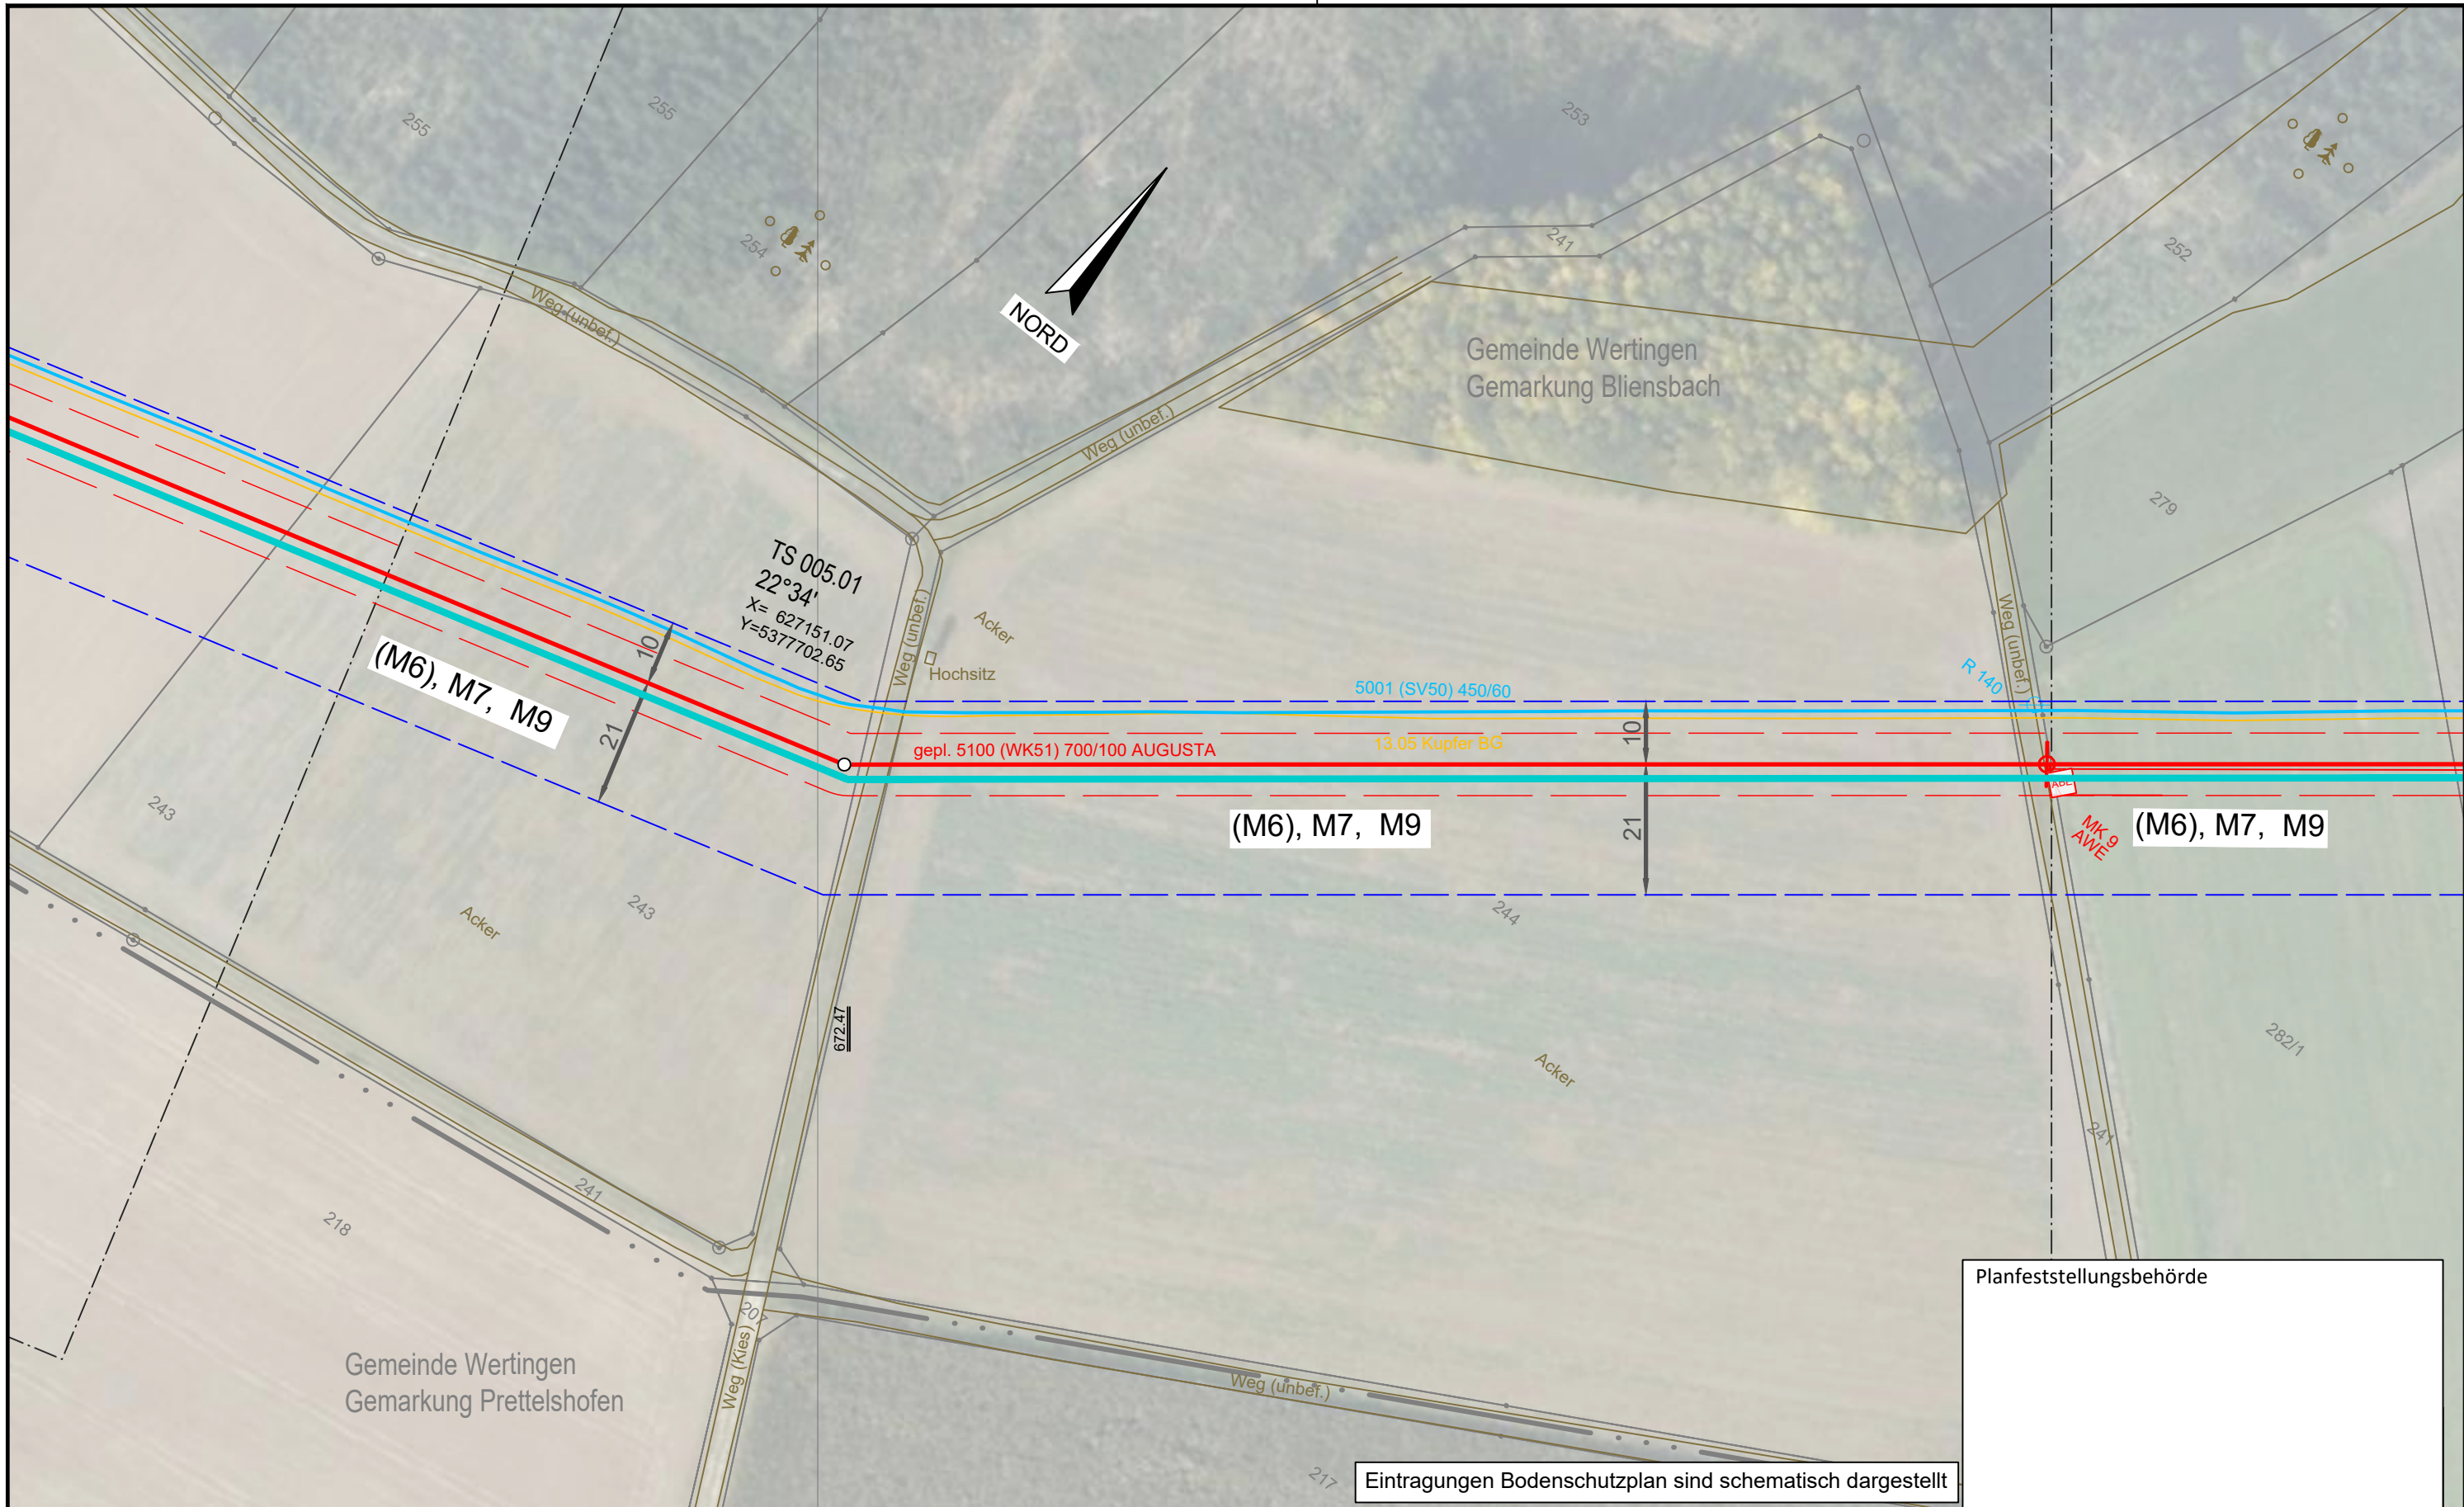 255
255
253
254
241
252
NORD
Weg (unbef.)
Gemeinde Wertingen
Gemarkung Bliensbach
Weg (unbef.)
279
TS 005.01
22°34'
X= 627151.07
Y=5377702.65
Weg (unbef.)
Acker
Hochsitz
Weg (unbef.)
R 140
10
(M6), M7, M9
21
5001 (SV50) 450/60
10
gepl. 5100 (WK51) 700/100 AUGUSTA
13.05 Kupfer BG
ABL
(M6), M7, M9
21
MK 9
AWE
(M6), M7, M9
243
243
Acker
244
672.47
Acker
282/1
241
241
218
207
Weg (Kies)
Gemeinde Wertingen
Gemarkung Prettelshofen
Weg (unbef.)
217
Planfeststellungsbehörde
Eintragungen Bodenschutzplan sind schematisch dargestellt